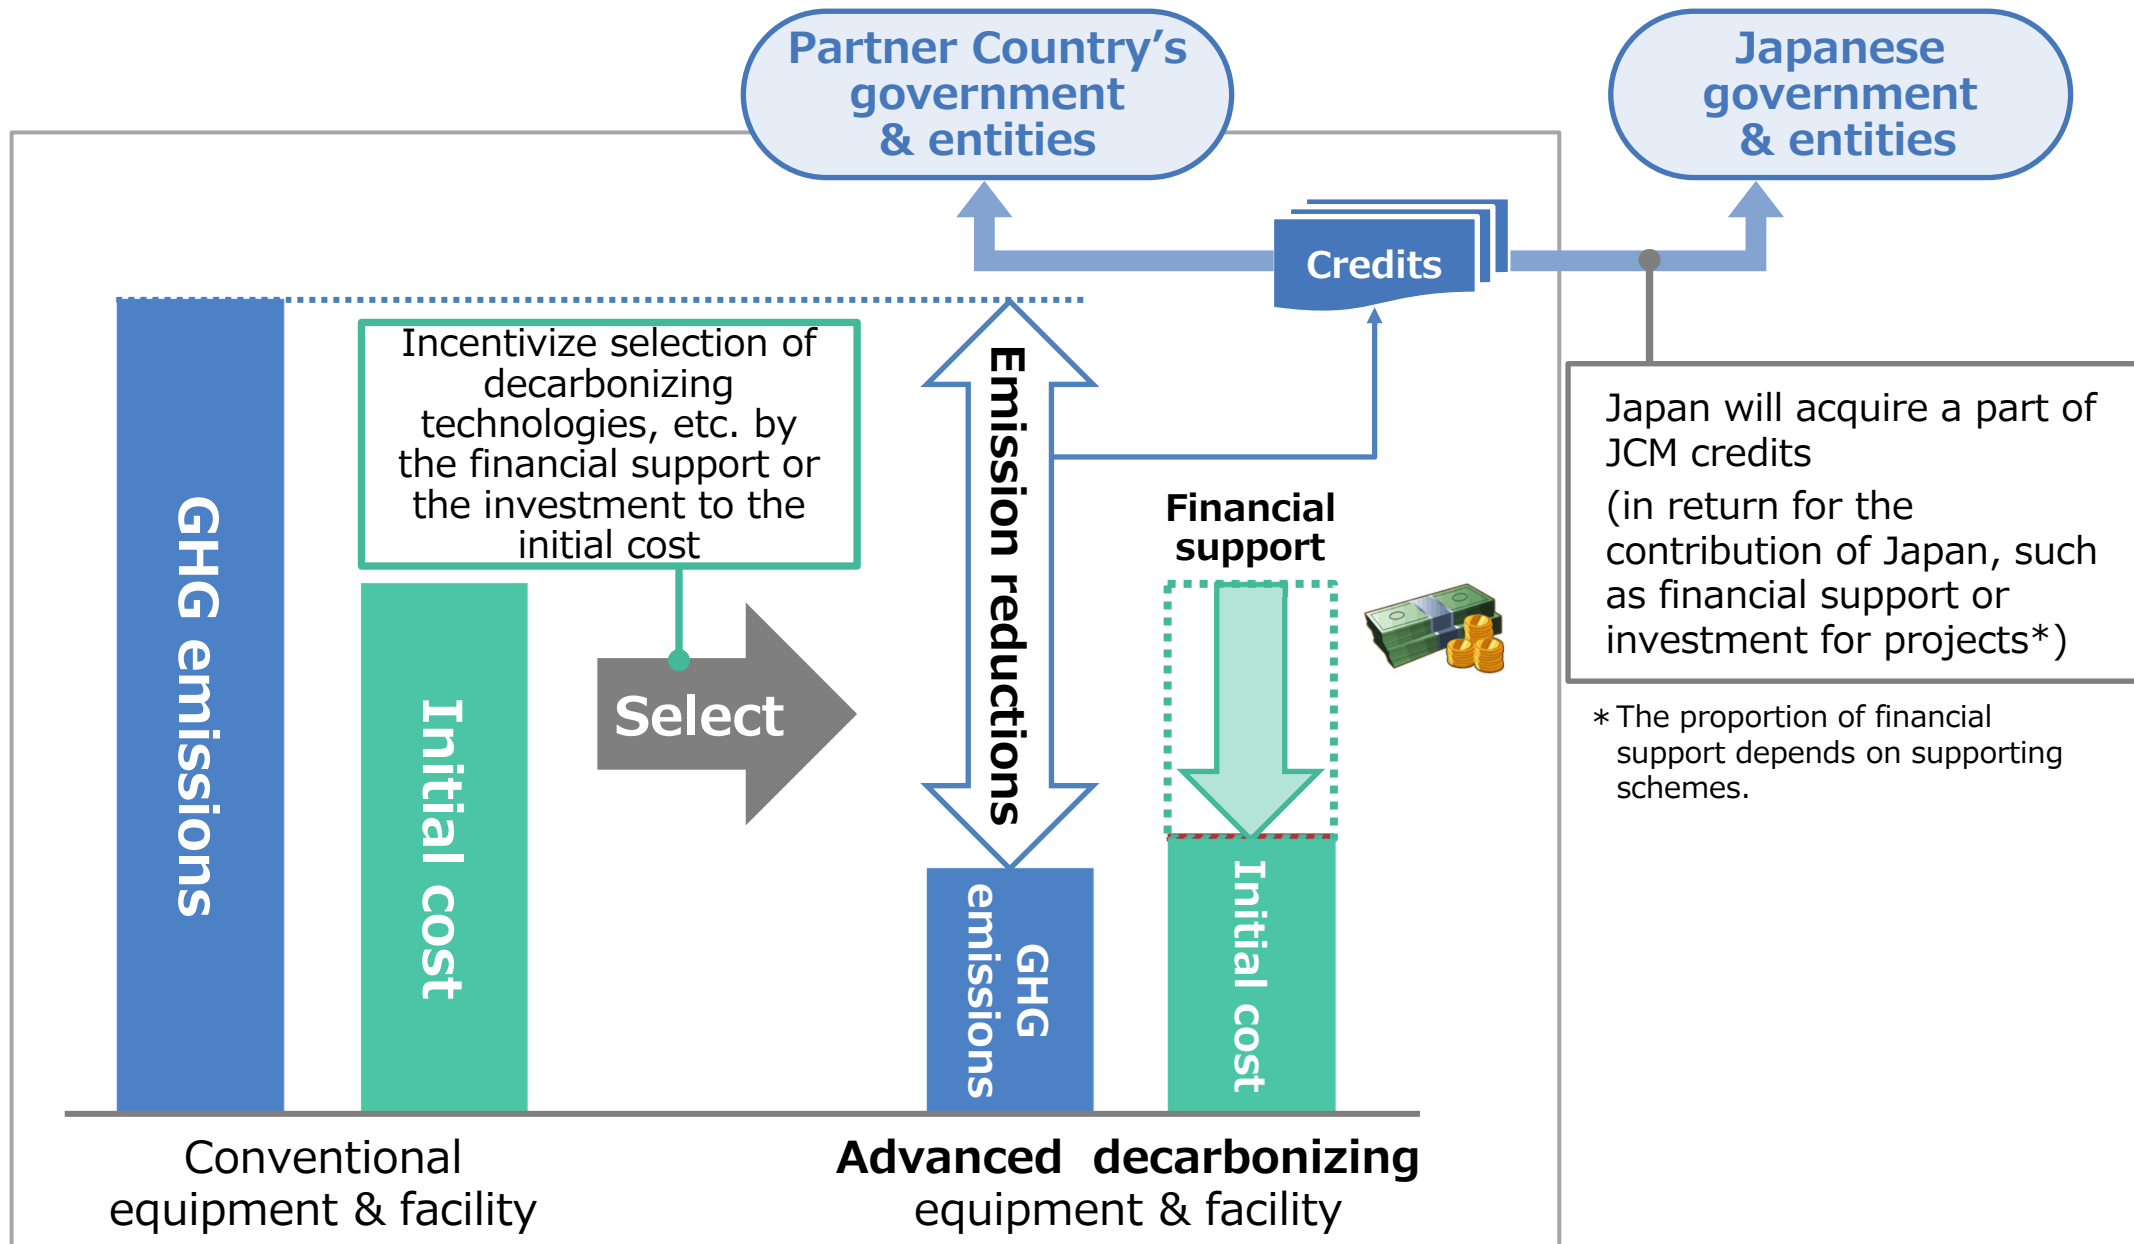 Partner Country's
government
& entities
Japanese
government
& entities
Credits
Incentivize selection of
decarbonizing
technologies, etc. by
the financial support or
the investment to the
initial cost
GHG emissions
Initial cost
Select
Emission reductions
Financial
support
GHG
emissions
Initial cost
Japan will acquire a part of
JCM credits
(in return for the
contribution of Japan, such
as financial support or
investment for projects*)
* The proportion of financial
support depends on supporting
schemes.
Conventional
equipment & facility
Advanced decarbonizing
equipment & facility